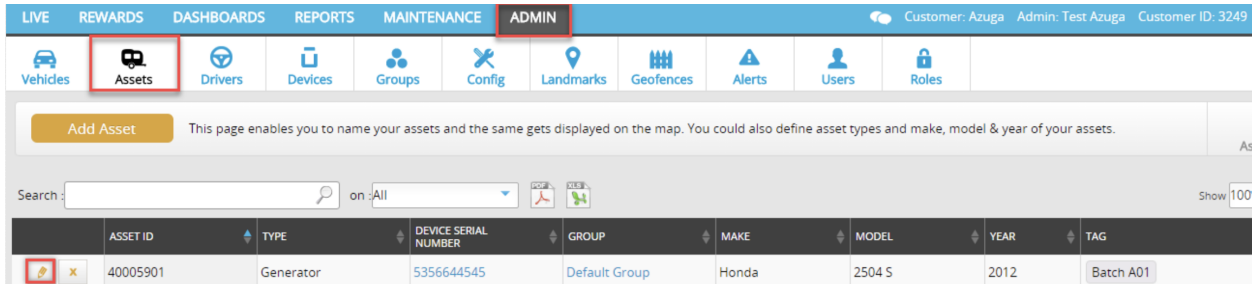 LIVE REWARDS DASHBOARDS REPORTS MAINTENANCE ADMIN Customer: Azuga Admin: Test Azuga Customer ID: 3249
Vehicles Assets Drivers Devices Groups Config Landmarks Geofences Alerts Users Roles
Add Asset This page enables you to name your assets and the same gets displayed on the map. You could also define asset types and make, model & year of your assets.
As
Search : on :All PDF XLS Show 100
ASSET ID TYPE DEVICE SERIAL NUMBER GROUP MAKE MODEL YEAR TAG
40005901 Generator 5356644545 Default Group Honda 2504 S 2012 Batch A01